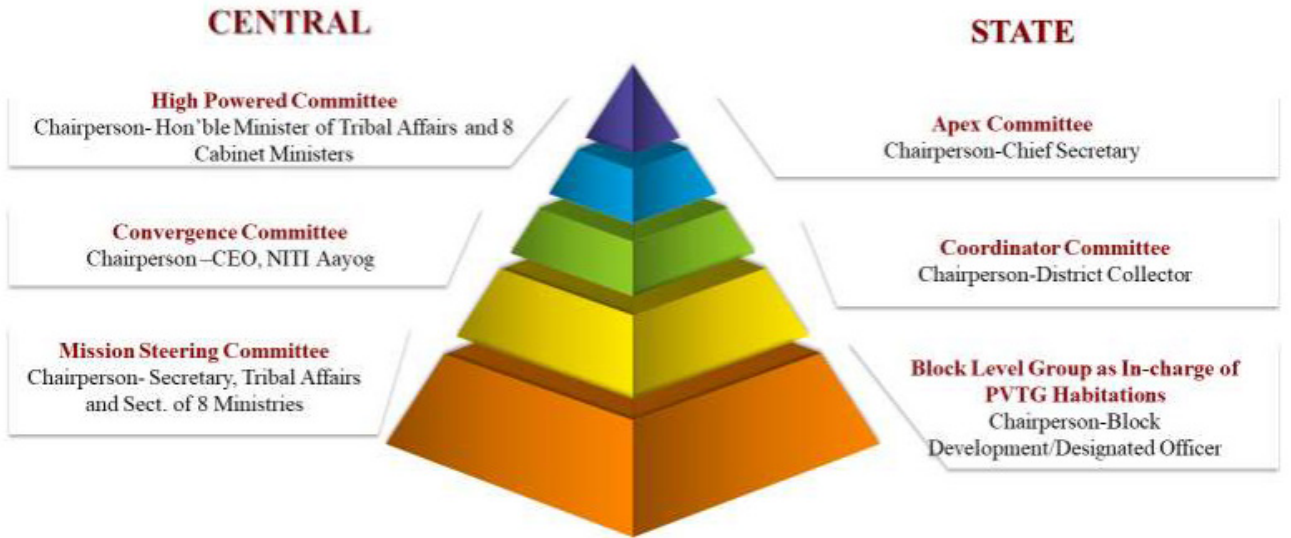 CENTRAL
High Powered Committee
Chairperson- Hon'ble Minister of Tribal Affairs and 8
Cabinet Ministers
Convergence Committee
Chairperson –CEO, NITI Aayog
Mission Steering Committee
Chairperson- Secretary, Tribal Affairs
and Sect. of 8 Ministries
STATE
Apex Committee
Chairperson-Chief Secretary
Coordinator Committee
Chairperson-District Collector
Block Level Group as In-charge of
PVTG Habitations
Chairperson-Block
Development/Designated Officer